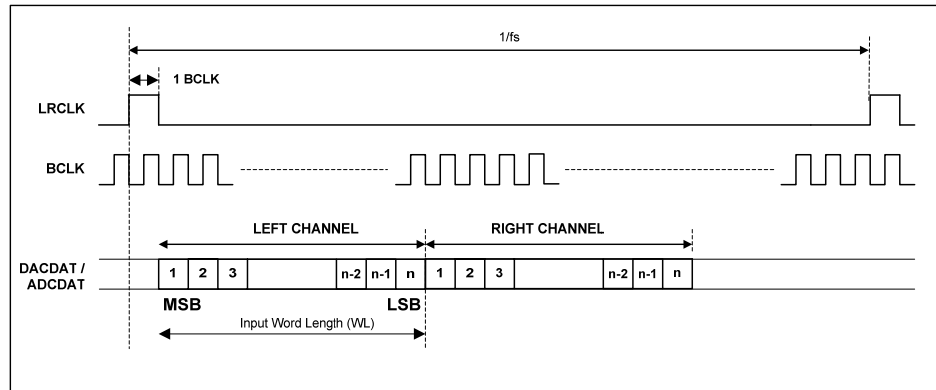 1/fs
1 BCLK
LRCLK
BCLK
LEFT CHANNEL RIGHT CHANNEL
DACDAT / ADCDAT
1 2 3 n-2 n-1 n 1 2 3 n-2 n-1 n
MSB LSB
Input Word Length (WL)